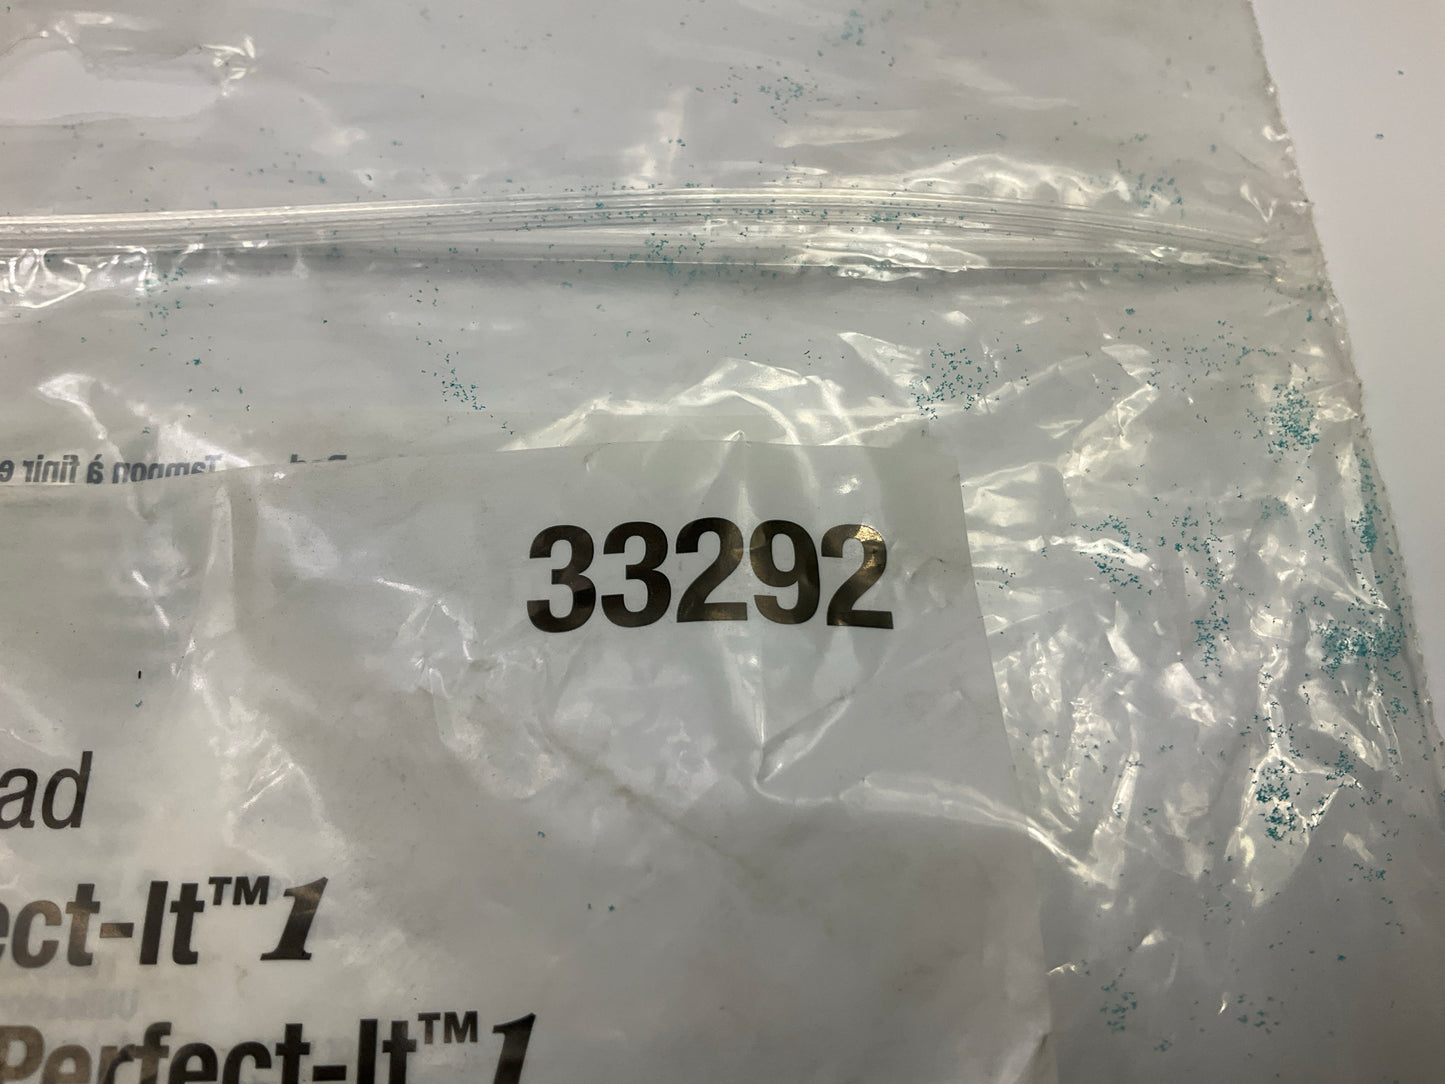 Tampon à finir e
33292
ad
ect-It™ 1
Perfect-It™ 1